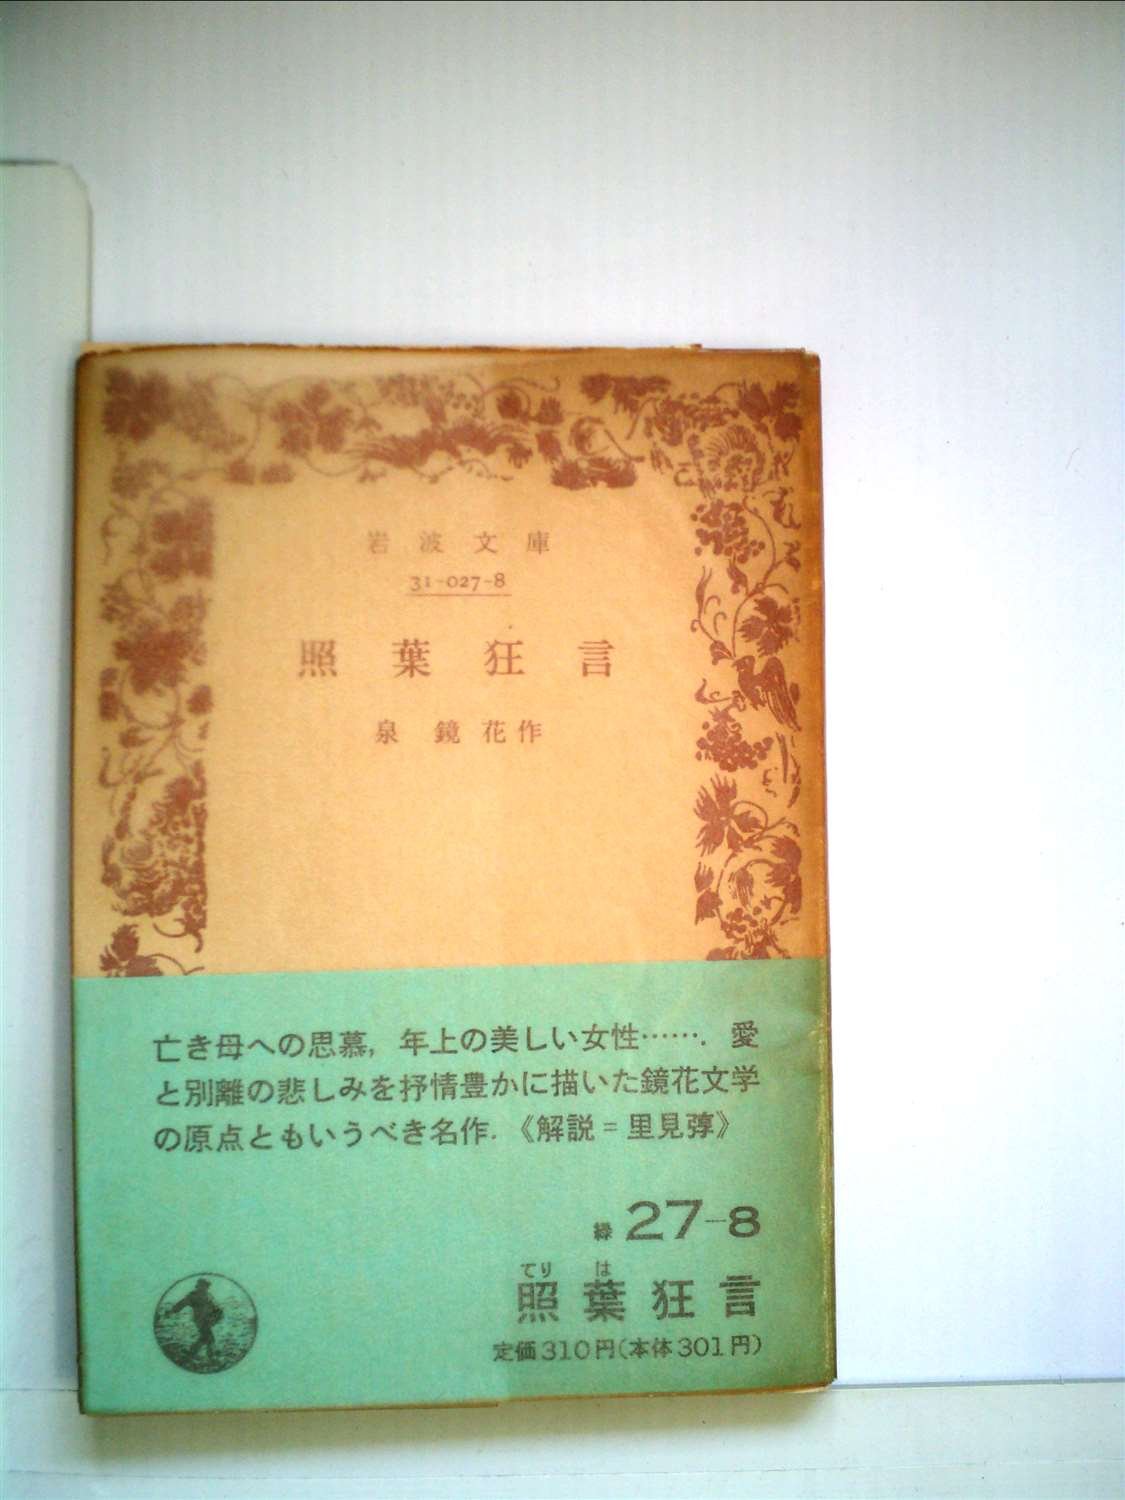 岩波文庫
31-027-8
照葉狂言
泉鏡花作
亡き母への思慕，年上の美しい女性……．愛
と別離の悲しみを抒情豊かに描いた鏡花文学
の原点ともいうべき名作．《解説＝里見弴》
緑 27-8
てり は
照葉狂言
定価310円(本体301円)